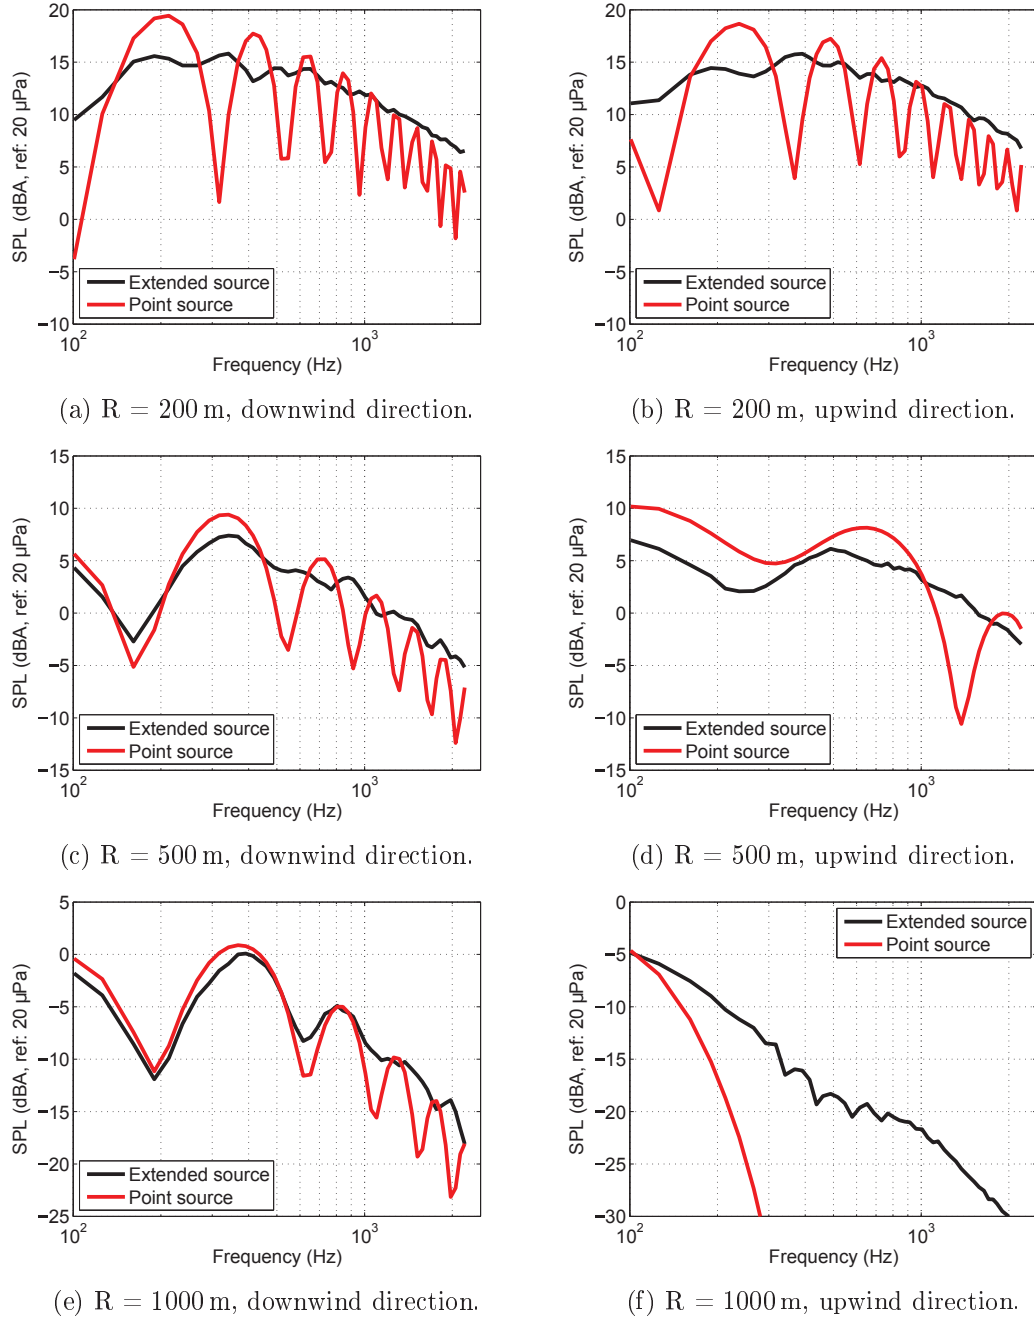 20
15
10
5
0
−5
−10
SPL (dBA, ref. 20 µPa)
Extended source
Point source
10^2
10^3
Frequency (Hz)
(a) R = 200 m, downwind direction.
20
15
10
5
0
−5
−10
SPL (dBA, ref. 20 µPa)
Extended source
Point source
10^2
10^3
Frequency (Hz)
(b) R = 200 m, upwind direction.
15
10
5
0
−5
−10
−15
SPL (dBA, ref. 20 µPa)
Extended source
Point source
10^2
10^3
Frequency (Hz)
(c) R = 500 m, downwind direction.
15
10
5
0
−5
−10
−15
SPL (dBA, ref. 20 µPa)
Extended source
Point source
10^2
10^3
Frequency (Hz)
(d) R = 500 m, upwind direction.
5
0
−5
−10
−15
−20
−25
SPL (dBA, ref. 20 µPa)
Extended source
Point source
10^2
10^3
Frequency (Hz)
(e) R = 1000 m, downwind direction.
0
−5
−10
−15
−20
−25
−30
SPL (dBA, ref. 20 µPa)
Extended source
Point source
10^2
10^3
Frequency (Hz)
(f) R = 1000 m, upwind direction.